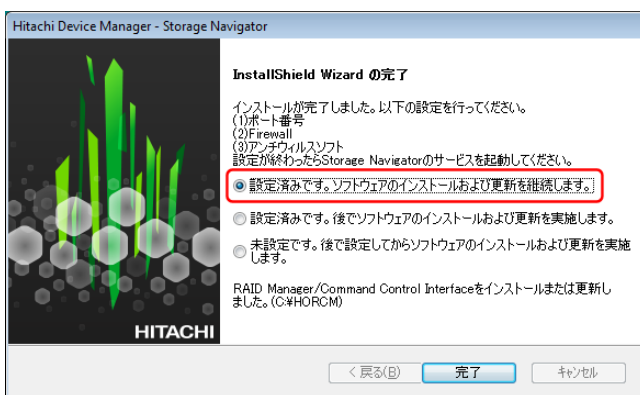 Hitachi Device Manager - Storage Navigator
InstallShield Wizard の完了
インストールが完了しました。以下の設定を行ってください。
(1)ポート番号
(2)Firewall
(3)アンチウィルスソフト
設定が終わったらStorage Navigatorのサービスを起動してください。
設定済みです。ソフトウェアのインストールおよび更新を継続します。
設定済みです。後でソフトウェアのインストールおよび更新を実施します。
未設定です。後で設定してからソフトウェアのインストールおよび更新を実施
します。
RAID Manager/Command Control Interfaceをインストールまたは更新し
ました。(C:¥HORCM)
HITACHI
< 戻る(B)
完了
キャンセル